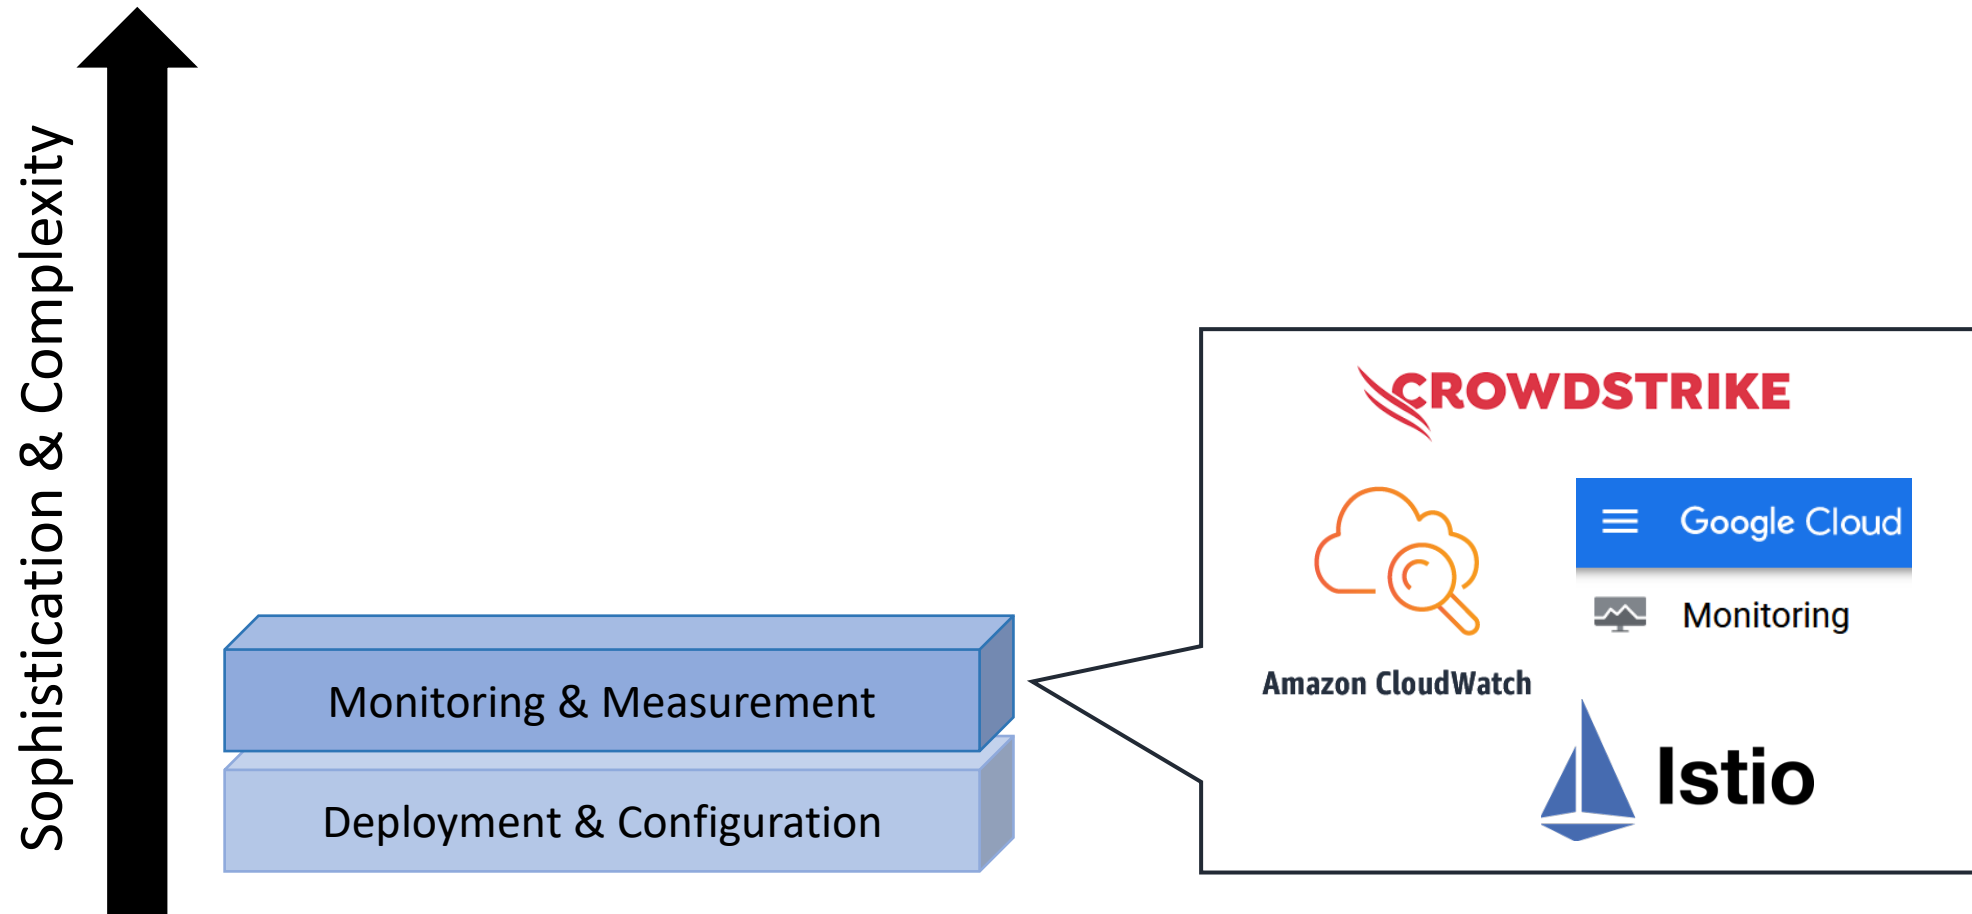 Sophistication & Complexity
Monitoring & Measurement
Deployment & Configuration
CROWDSTRIKE
Amazon CloudWatch
Google Cloud
Monitoring
Istio